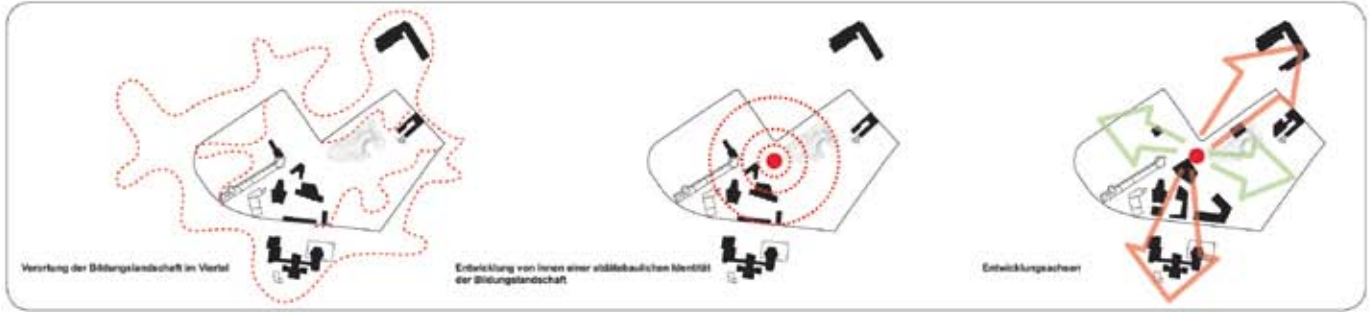 Verortung der Bildungslandschaft im Viertel
Entwicklung von Innen einer städtebaulichen Identität
der Bildungslandschaft
Entwicklungsachsen